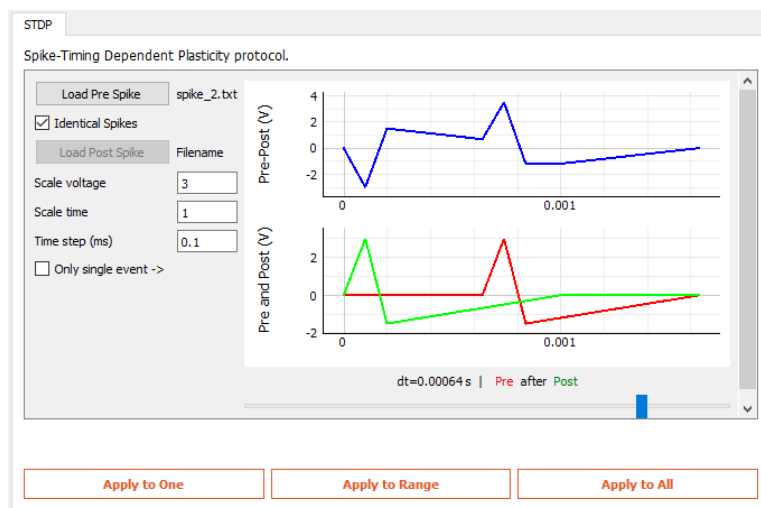 STDP
Spike-Timing Dependent Plasticity protocol.
Load Pre Spike spike_2.txt
Identical Spikes
Load Post Spike Filename
Scale voltage 3
Scale time 1
Time step (ms) 0.1
Only single event ->
Pre-Post (V)
4
2
0
-2
0 0.001
Pre and Post (V)
2
0
-2
0 0.001
dt=0.00064 s | Pre after Post
Apply to One Apply to Range Apply to All